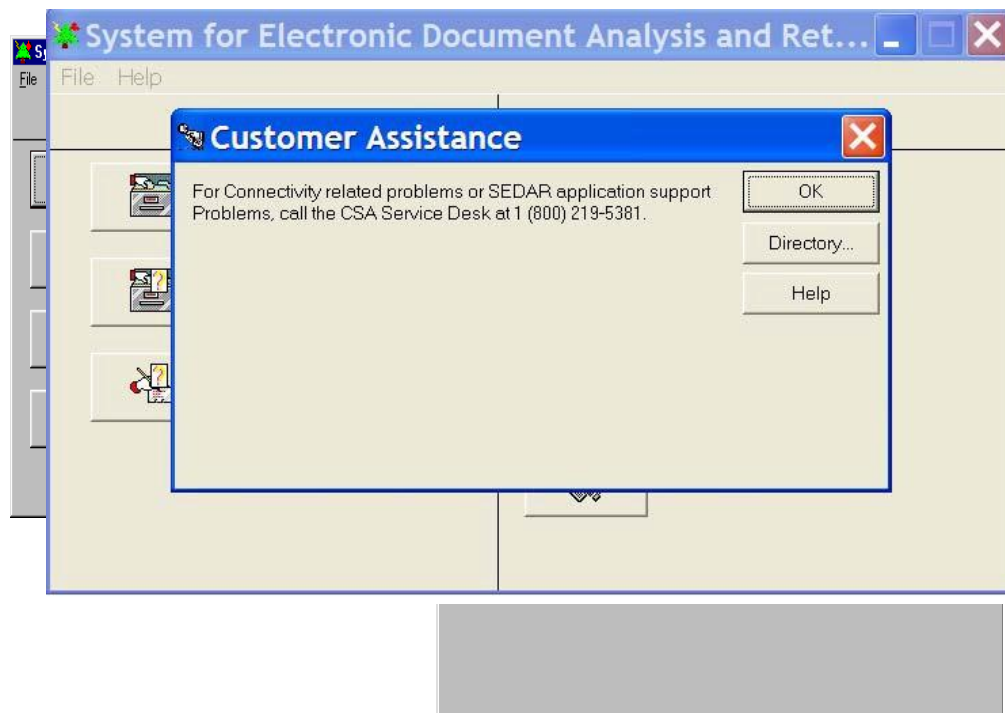 System for Electronic Document Analysis and Ret...
File Help
File
Customer Assistance
For Connectivity related problems or SEDAR application support
Problems, call the CSA Service Desk at 1 (800) 219-5381.
OK
Directory...
Help